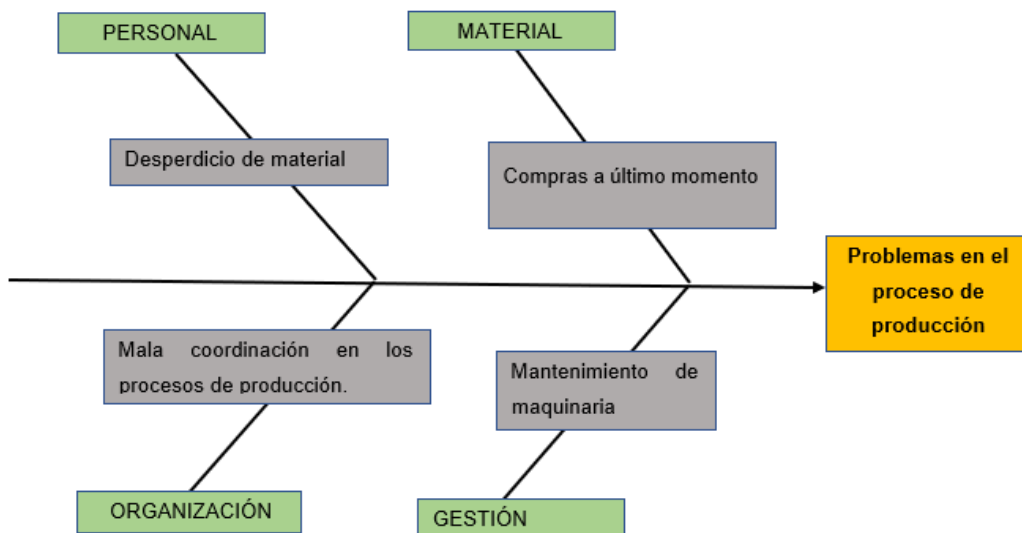 PERSONAL
MATERIAL
Desperdicio de material
Compras a último momento
Problemas en el
proceso de
producción
Mala coordinación en los
procesos de producción.
Mantenimiento de
maquinaria
ORGANIZACIÓN
GESTIÓN